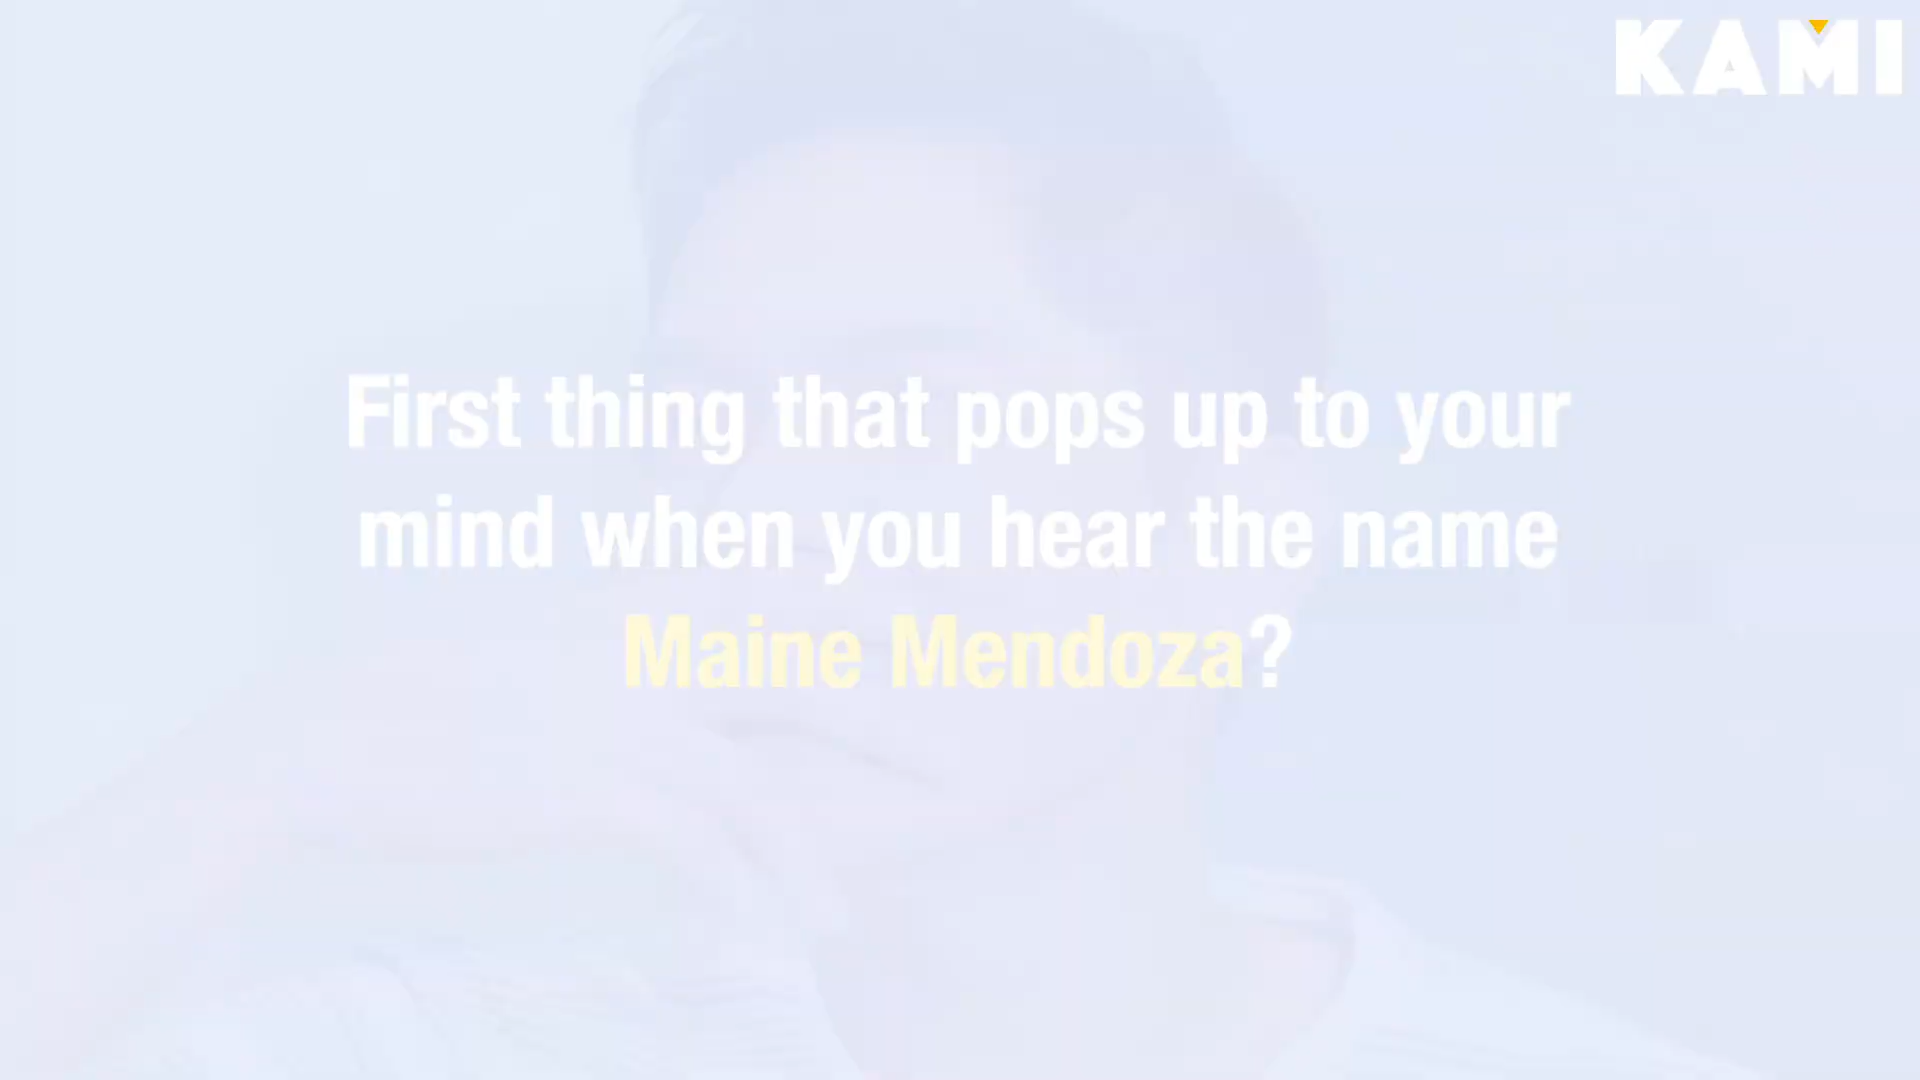 KAMI
First thing that pops up to your
mind when you hear the name
Maine Mendoza?